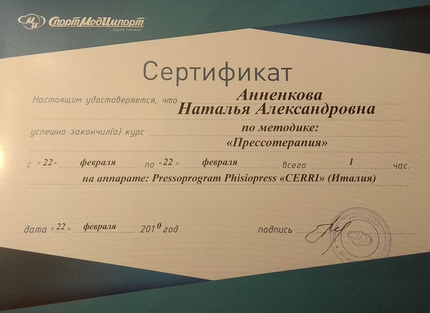 СпортМедИмпорт
Сертификат
Настоящим удостоверяется, что Анненкова
Наталья Александровна
успешно закончил(а) курс по методике:
«Прессотерапия»
с «22» февраля по «22» февраля всего 1 час.
на аппарате: Pressoprogram Phisiopress «CERRI» (Италия)
дата «22» февраля 2010 год подпись